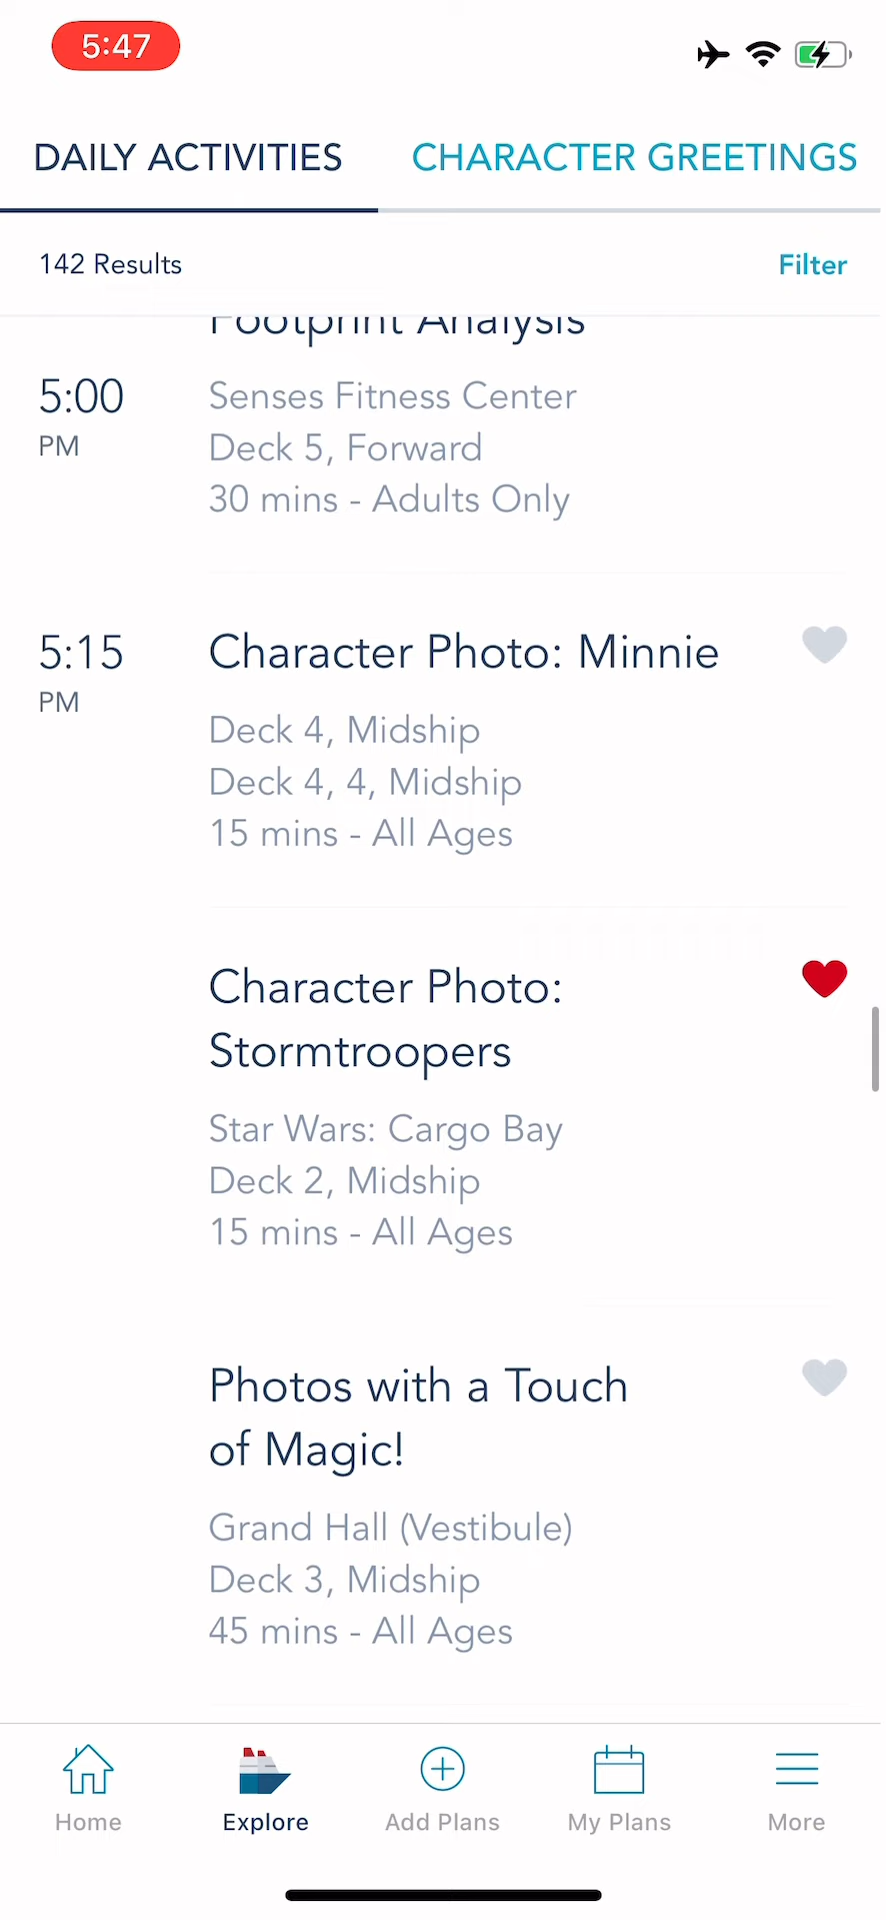 5:47
DAILY ACTIVITIES
CHARACTER GREETINGS
142 Results
Filter
Footprint Analysis
5:00
PM
Senses Fitness Center
Deck 5, Forward
30 mins - Adults Only
5:15
PM
Character Photo: Minnie
Deck 4, Midship
Deck 4, 4, Midship
15 mins - All Ages
Character Photo:
Stormtroopers
Star Wars: Cargo Bay
Deck 2, Midship
15 mins - All Ages
Photos with a Touch
of Magic!
Grand Hall (Vestibule)
Deck 3, Midship
45 mins - All Ages
Home
Explore
Add Plans
My Plans
More